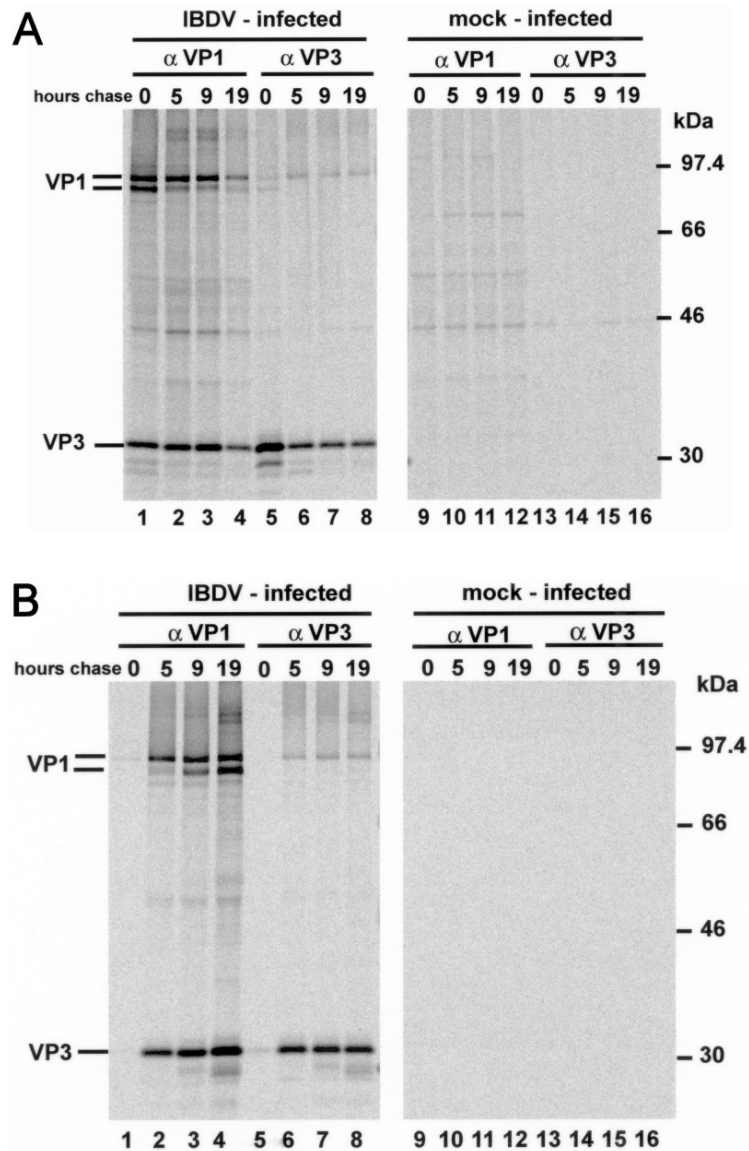 A
IBDV - infected mock - infected
α VP1 α VP3 α VP1 α VP3
hours chase 0 5 9 19 0 5 9 19 0 5 9 19 0 5 9 19
kDa
97.4
VP1
66
46
VP3
30
1 2 3 4 5 6 7 8 9 10 11 12 13 14 15 16
B
IBDV - infected mock - infected
α VP1 α VP3 α VP1 α VP3
hours chase 0 5 9 19 0 5 9 19 0 5 9 19 0 5 9 19
kDa
97.4
VP1
66
46
VP3
30
1 2 3 4 5 6 7 8 9 10 11 12 13 14 15 16